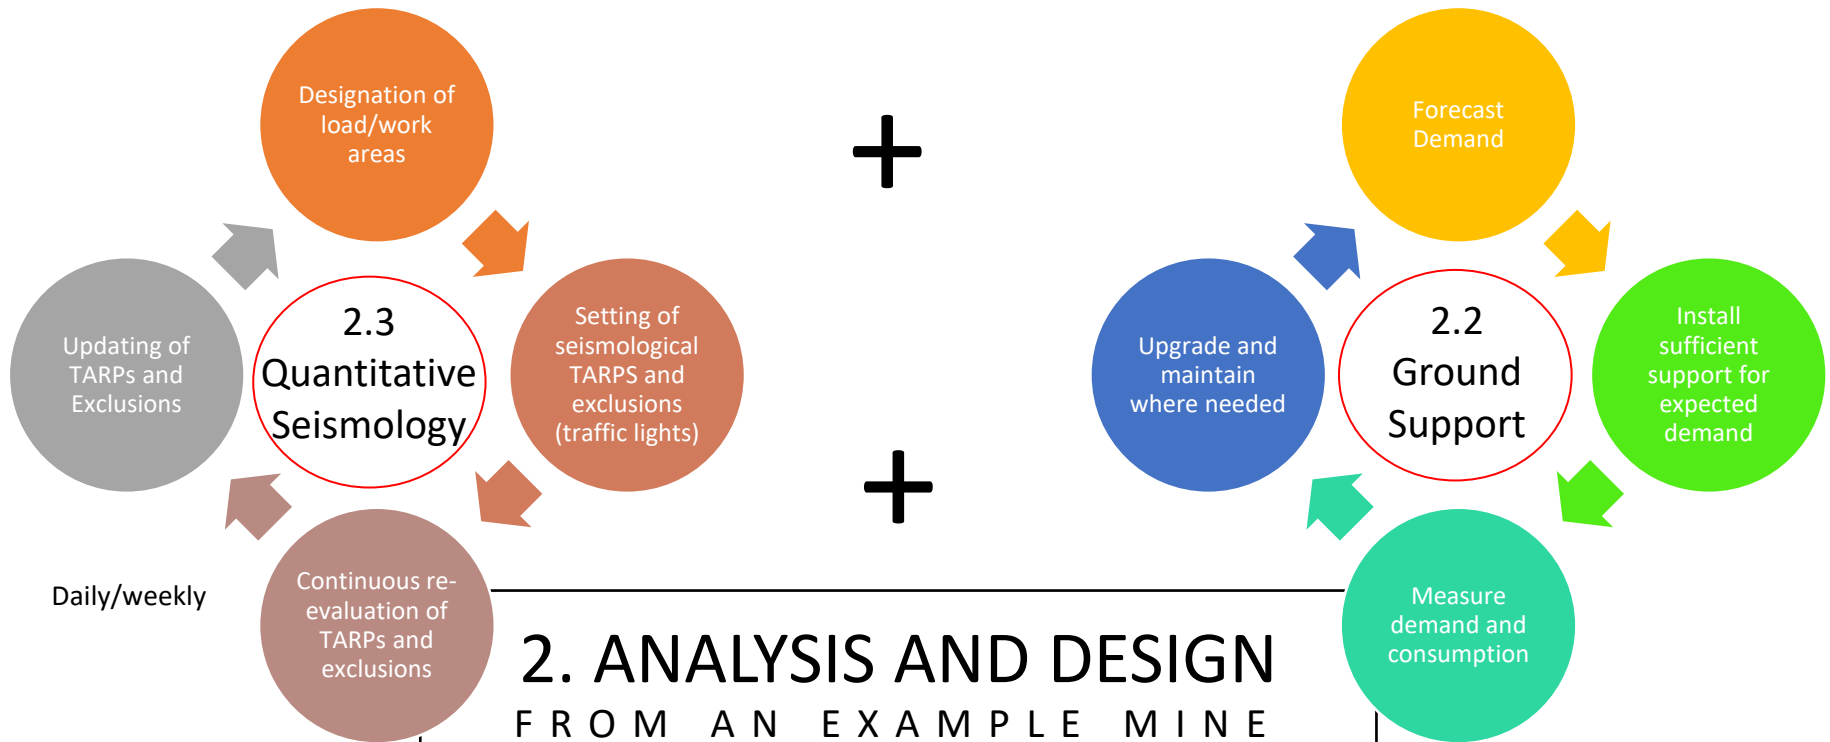 Designation of
load/work
areas
Setting of
seismological
TARPS and
exclusions
(traffic lights)
Continuous re-
evaluation of
TARPs and
exclusions
Updating of
TARPs and
Exclusions
2.3
Quantitative
Seismology
Daily/weekly
+
+
Forecast
Demand
Install
sufficient
support for
expected
demand
Measure
demand and
consumption
Upgrade and
maintain
where needed
2.2
Ground
Support
2. ANALYSIS AND DESIGN
FROM AN EXAMPLE MINE